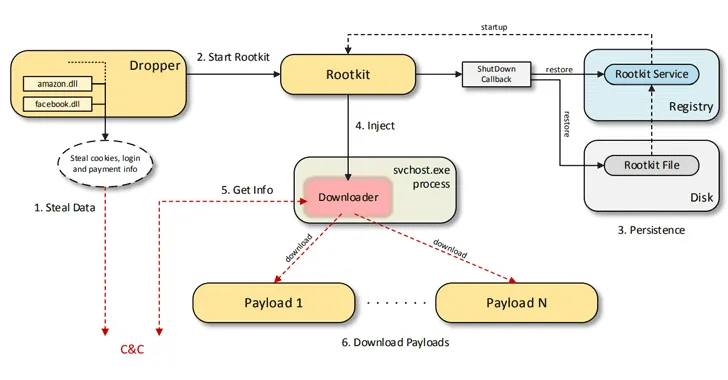 startup
2. Start Rootkit
Dropper
amazon.dll
facebook.dll
Rootkit
ShutDown
Callback
restore
Rootkit Service
Registry
restore
4. Inject
Steal cookies, login
and payment info
svchost.exe
process
Rootkit File
Disk
5. Get Info
Downloader
1. Steal Data
3. Persistence
download
download
Payload 1
. . . . . . .
Payload N
6. Download Payloads
C&C